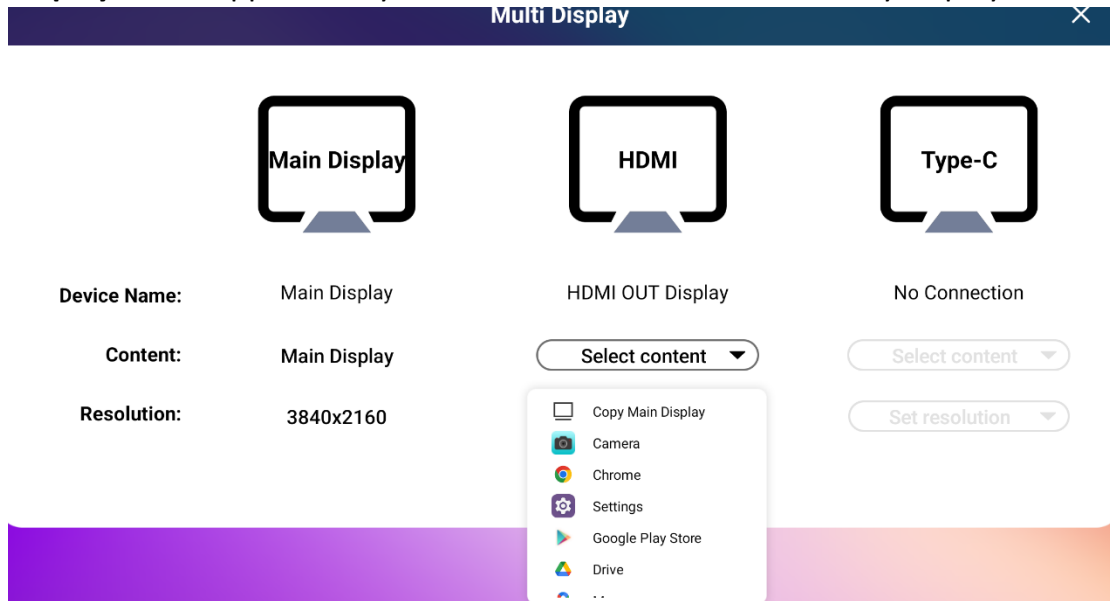 Multi Display
Main Display
HDMI
Type-C
Device Name:
Main Display
HDMI OUT Display
No Connection
Content:
Main Display
Select content
Select content
Resolution:
3840x2160
Set resolution
Copy Main Display
Camera
Chrome
Settings
Google Play Store
Drive